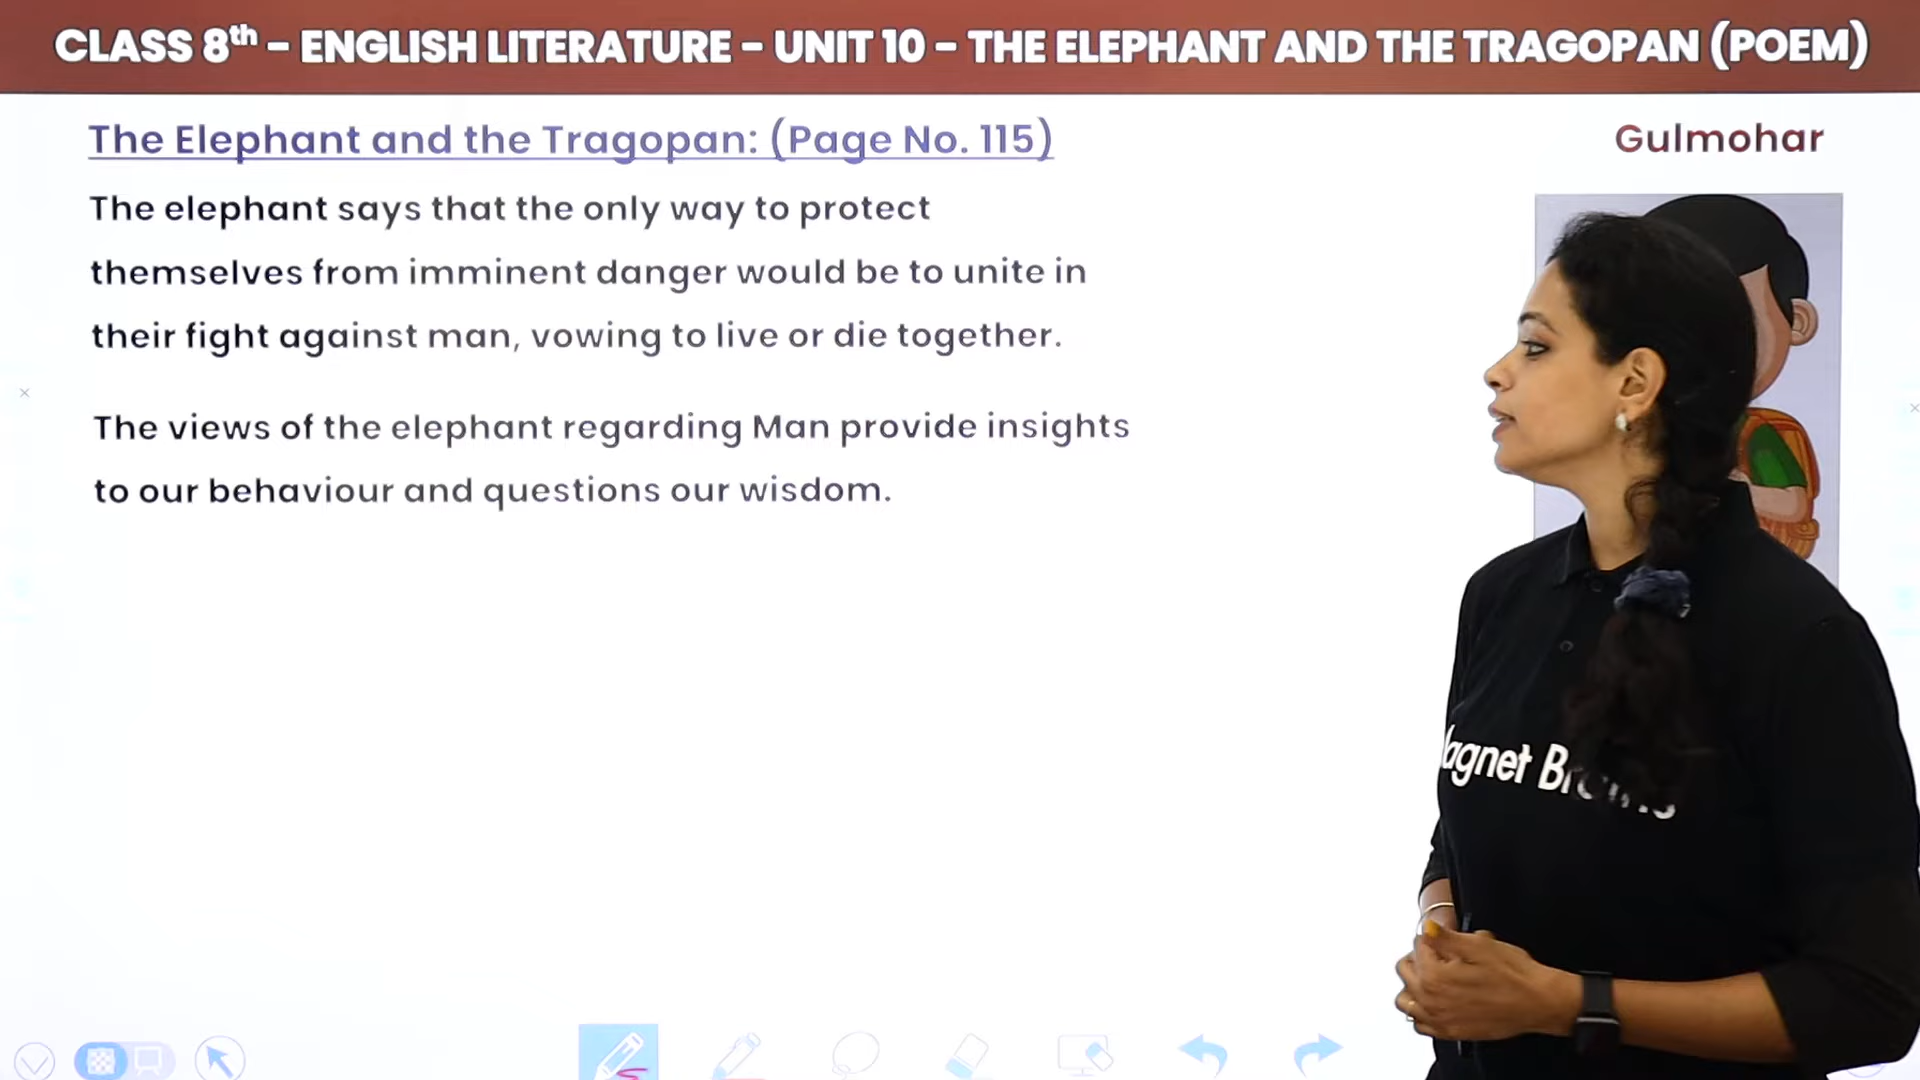 CLASS 8th - ENGLISH LITERATURE - UNIT 10 - THE ELEPHANT AND THE TRAGOPAN (POEM)
The Elephant and the Tragopan: (Page No. 115)
Gulmohar
The elephant says that the only way to protect
themselves from imminent danger would be to unite in
their fight against man, vowing to live or die together.
The views of the elephant regarding Man provide insights
to our behaviour and questions our wisdom.